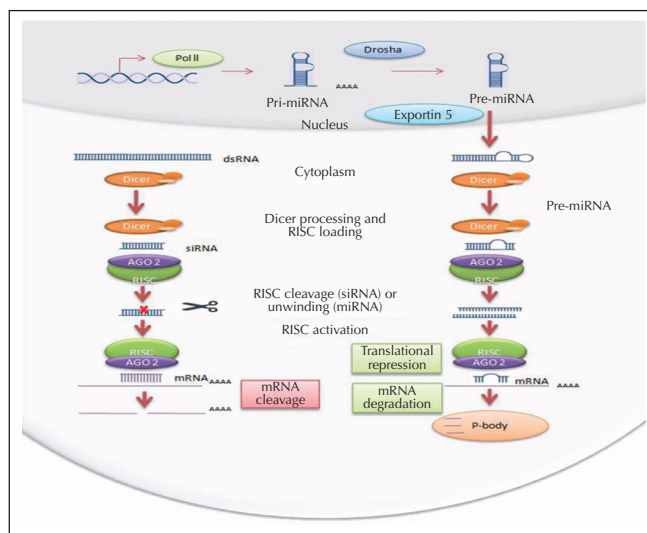 Pol II
Drosha
Pri-miRNA
AAAA
Pre-miRNA
Exportin 5
Nucleus
dsRNA
Cytoplasm
Dicer
Dicer
Pre-miRNA
Dicer processing and
RISC loading
Dicer
Dicer
siRNA
AGO 2
RISC
AGO 2
RISC
RISC cleavage (siRNA) or
unwinding (miRNA)
RISC activation
RISC
AGO 2
Translational
repression
RISC
AGO 2
mRNA
AAAA
mRNA
cleavage
mRNA
degradation
mRNA
AAAA
AAAA
P-body